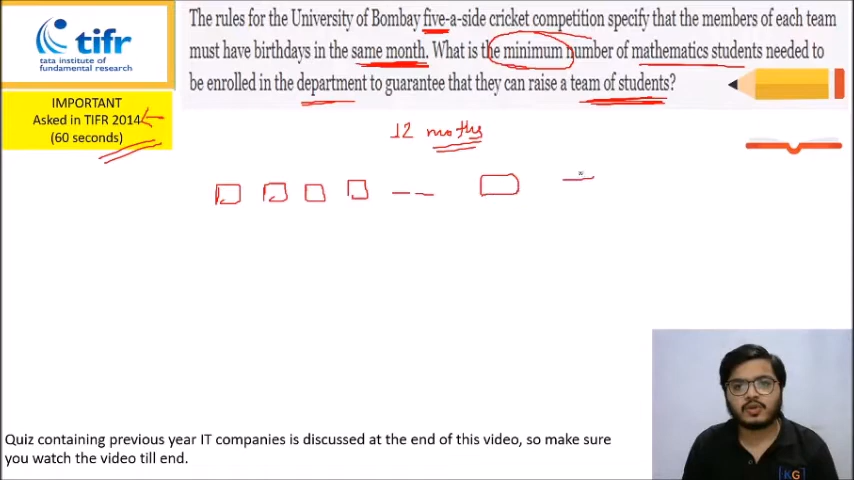 The rules for the University of Bombay five-a-side cricket competition specify that the members of each team
must have birthdays in the same month. What is the minimum number of mathematics students needed to
be enrolled in the department to guarantee that they can raise a team of students?
tifr
tata institute of
fundamental research
IMPORTANT
Asked in TIFR 2014
(60 seconds)
12 moths
Quiz containing previous year IT companies is discussed at the end of this video, so make sure
you watch the video till end.
KG